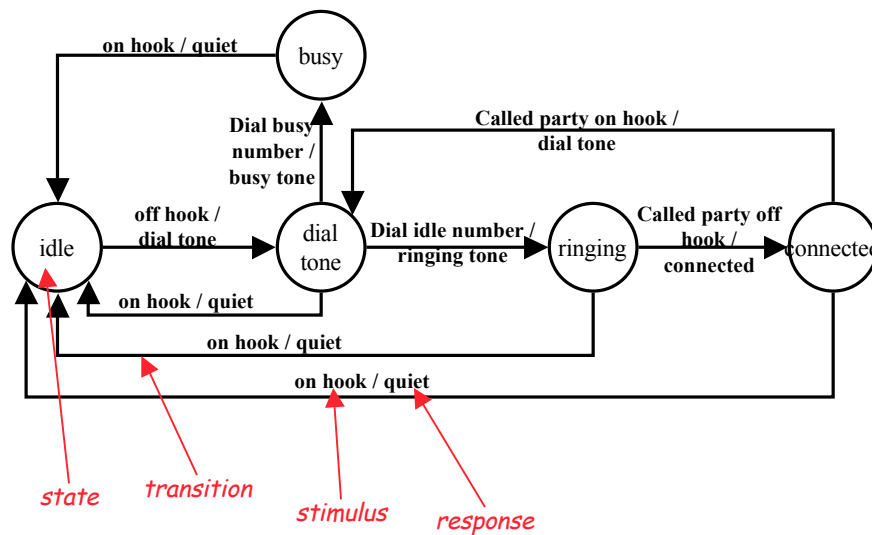 on hook / quiet
busy
Dial busy
number /
busy tone
Called party on hook /
dial tone
idle
off hook /
dial tone
dial
tone
Dial idle number /
ringing tone
ringing
Called party off
hook /
connected
connected
on hook / quiet
on hook / quiet
on hook / quiet
state
transition
stimulus
response